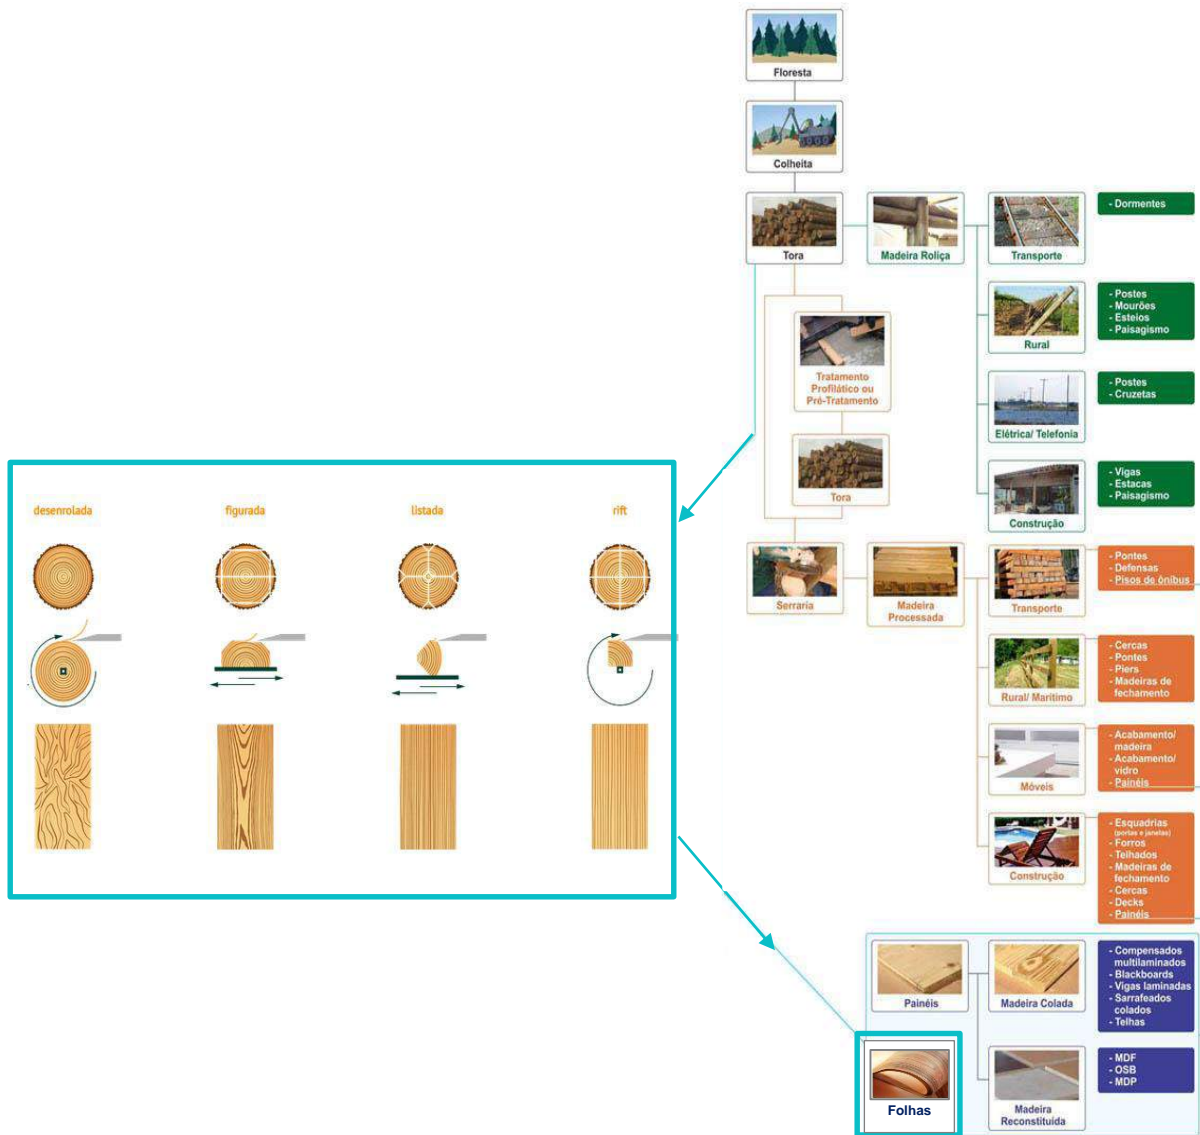 Floresta
Colheita
Tora
Madeira Roliça
Transporte
- Dormentes
Rural
- Postes
- Mourões
- Esteios
- Paisagismo
Tratamento
Profilático ou
Pré-Tratamento
Elétrica/ Telefonia
- Postes
- Cruzetas
Tora
Construção
- Vigas
- Estacas
- Paisagismo
desenrolada
figurada
listada
rift
Serraria
Madeira
Processada
Transporte
- Pontes
- Defensas
- Pisos de ônibus
Rural/ Marítimo
- Cercas
- Pontes
- Piers
- Madeiras de
fechamento
Móveis
- Acabamento/
madeira
- Acabamento/
vidro
- Painéis
Construção
- Esquadrias
(portas e janelas)
- Forros
- Telhados
- Madeiras de
fechamento
- Cercas
- Decks
- Painéis
Painéis
Madeira Colada
- Compensados
multilaminados
- Blackboards
- Vigas laminadas
- Sarrafeados
colados
- Telhas
Folhas
Madeira
Reconstituída
- MDF
- OSB
- MDP